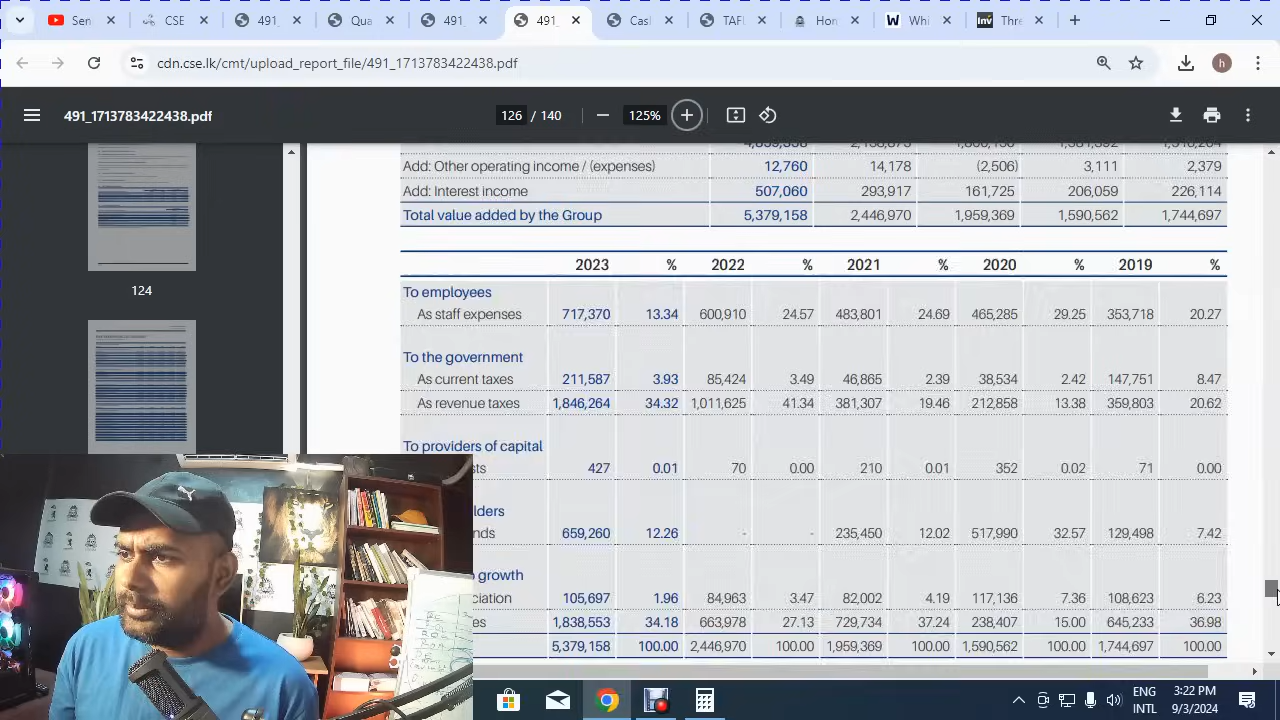 Sen
CSE
491_
Qua
491_
491_
Cas
TAFI
Hor
Whi
Thre
cdn.cse.lk/cmt/upload_report_file/491_1713783422438.pdf
h
491_1713783422438.pdf
126 / 140
125%
Add: Other operating income / (expenses) 12,760 14,178 (2,506) 3,111 2,379
Add: Interest income 507,060 293,917 161,725 206,059 226,114
Total value added by the Group 5,379,158 2,446,970 1,959,369 1,590,562 1,744,697
124
2023 % 2022 % 2021 % 2020 % 2019 %
To employees
As staff expenses 717,370 13.34 600,910 24.57 483,801 24.69 465,285 29.25 353,718 20.27
To the government
As current taxes 211,587 3.93 85,424 3.49 46,865 2.39 38,534 2.42 147,751 8.47
As revenue taxes 1,846,264 34.32 1,011,625 41.34 381,307 19.46 212,858 13.38 359,803 20.62
To providers of capital
sts 427 0.01 70 0.00 210 0.01 352 0.02 71 0.00
lders
nds 659,260 12.26 - - 235,450 12.02 517,990 32.57 129,498 7.42
growth
ciation 105,697 1.96 84,963 3.47 82,002 4.19 117,136 7.36 108,623 6.23
es 1,838,553 34.18 663,978 27.13 729,734 37.24 238,407 15.00 645,233 36.98
5,379,158 100.00 2,446,970 100.00 1,959,369 100.00 1,590,562 100.00 1,744,697 100.00
ENG
INTL
3:22 PM
9/3/2024